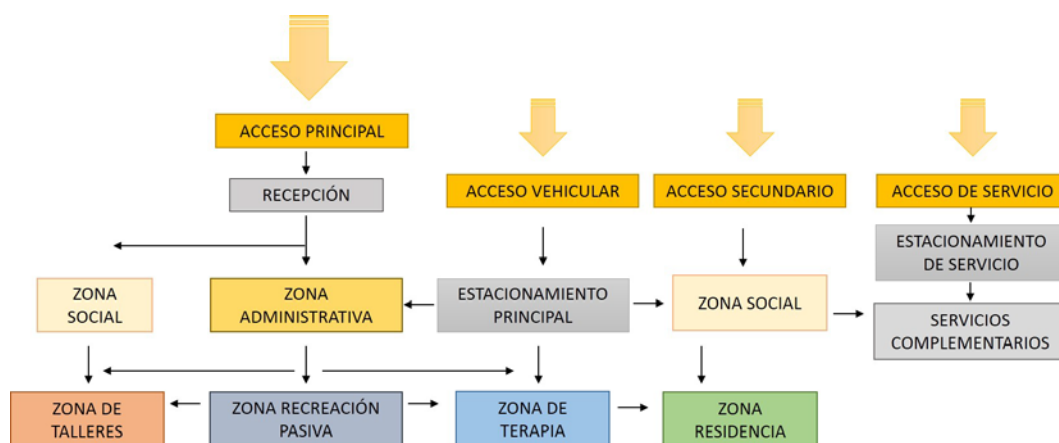 ACCESO PRINCIPAL
RECEPCIÓN
ACCESO VEHICULAR
ACCESO SECUNDARIO
ACCESO DE SERVICIO
ESTACIONAMIENTO
DE SERVICIO
ZONA
SOCIAL
ZONA
ADMINISTRATIVA
ESTACIONAMIENTO
PRINCIPAL
ZONA SOCIAL
SERVICIOS
COMPLEMENTARIOS
ZONA DE
TALLERES
ZONA RECREACIÓN
PASIVA
ZONA DE
TERAPIA
ZONA
RESIDENCIA